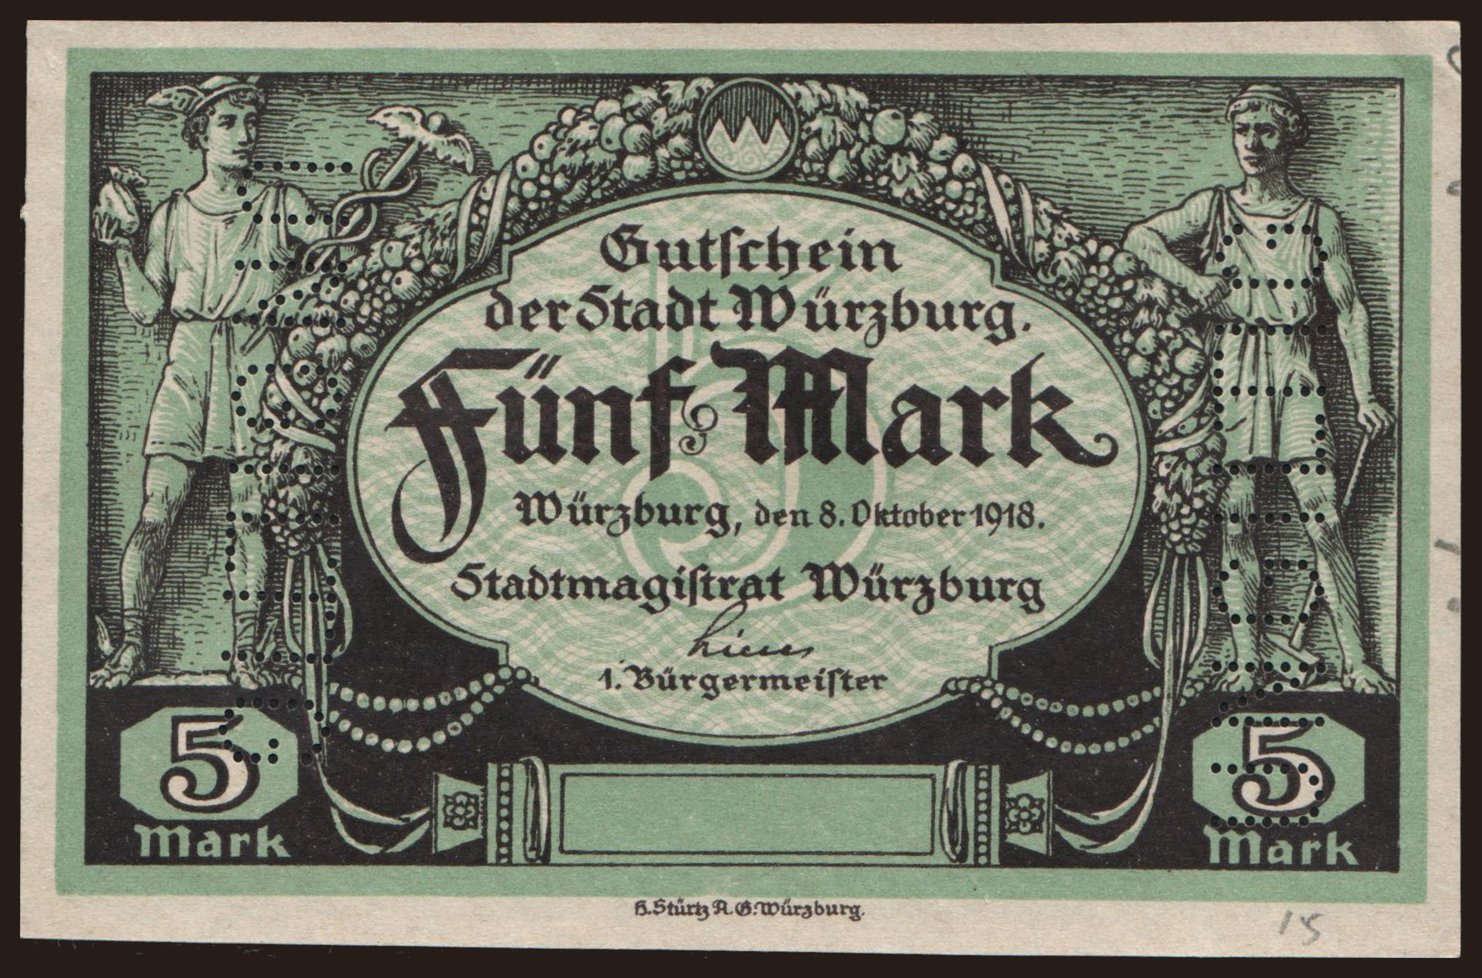 Gutschein
der Stadt Würzburg.
Fünf Mark
Würzburg, den 8. Oktober 1918.
Stadtmagistrat Würzburg
1. Bürgermeister
5
Mark
5
Mark
5
H. Stürtz A. G. Würzburg.
15